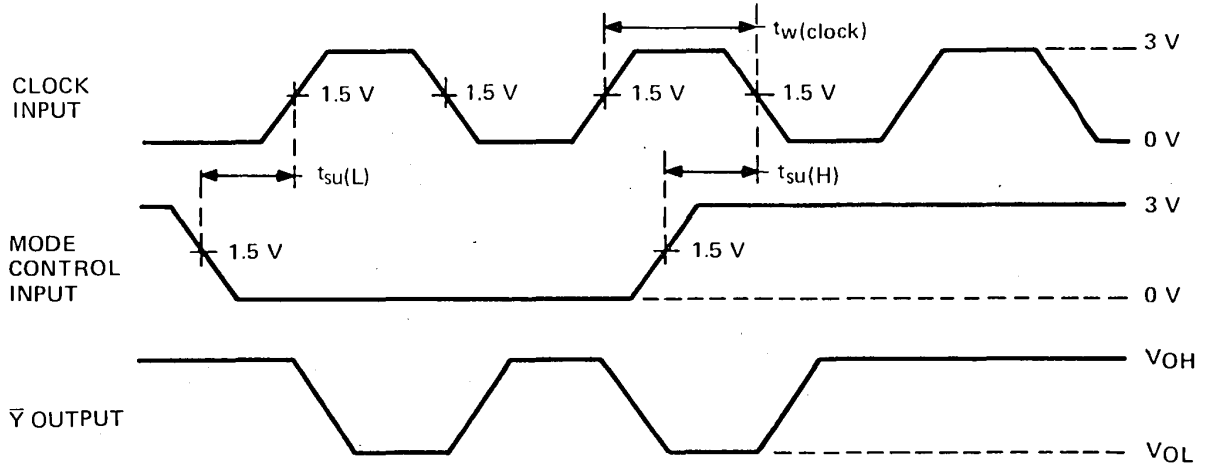 tw(clock)
3 V
CLOCK
INPUT
1.5 V
1.5 V
1.5 V
1.5 V
0 V
tsu(L)
tsu(H)
3 V
MODE
CONTROL
INPUT
1.5 V
1.5 V
0 V
VOH
Y̅ OUTPUT
VOL